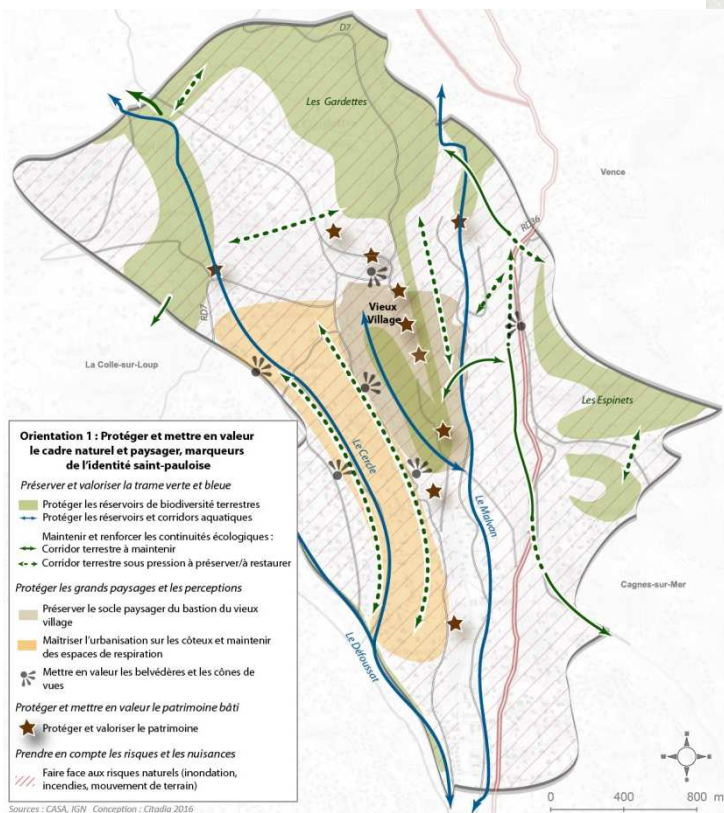 D7
Les Gardettes
Vence
RD36
Vieux
Village
RD7
La Colle-sur-Loup
Les Espinets
Le Cercle
Le Malvan
Cagnes-sur-Mer
Le Défoussat
Orientation 1 : Protéger et mettre en valeur
le cadre naturel et paysager, marqueurs
de l'identité saint-pauloise
Préserver et valoriser la trame verte et bleue
Protéger les réservoirs de biodiversité terrestres
Protéger les réservoirs et corridors aquatiques
Maintenir et renforcer les continuités écologiques :
Corridor terrestre à maintenir
Corridor terrestre sous pression à préserver/à restaurer
Protéger les grands paysages et les perceptions
Préserver le socle paysager du bastion du vieux
village
Maîtriser l'urbanisation sur les côteux et maintenir
des espaces de respiration
Mettre en valeur les belvédères et les cônes de
vues
Protéger et mettre en valeur le patrimoine bâti
Protéger et valoriser le patrimoine
Prendre en compte les risques et les nuisances
Faire face aux risques naturels (inondation,
incendies, mouvement de terrain)
Sources : CASA, IGN Conception : Citadia 2016
0 400 800 m